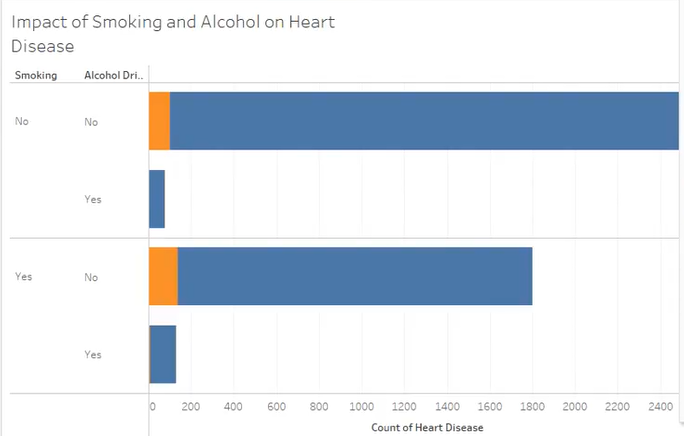 Impact of Smoking and Alcohol on Heart
Disease
Smoking Alcohol Dri..
No No
Yes
Yes No
Yes
0 200 400 600 800 1000 1200 1400 1600 1800 2000 2200 2400
Count of Heart Disease